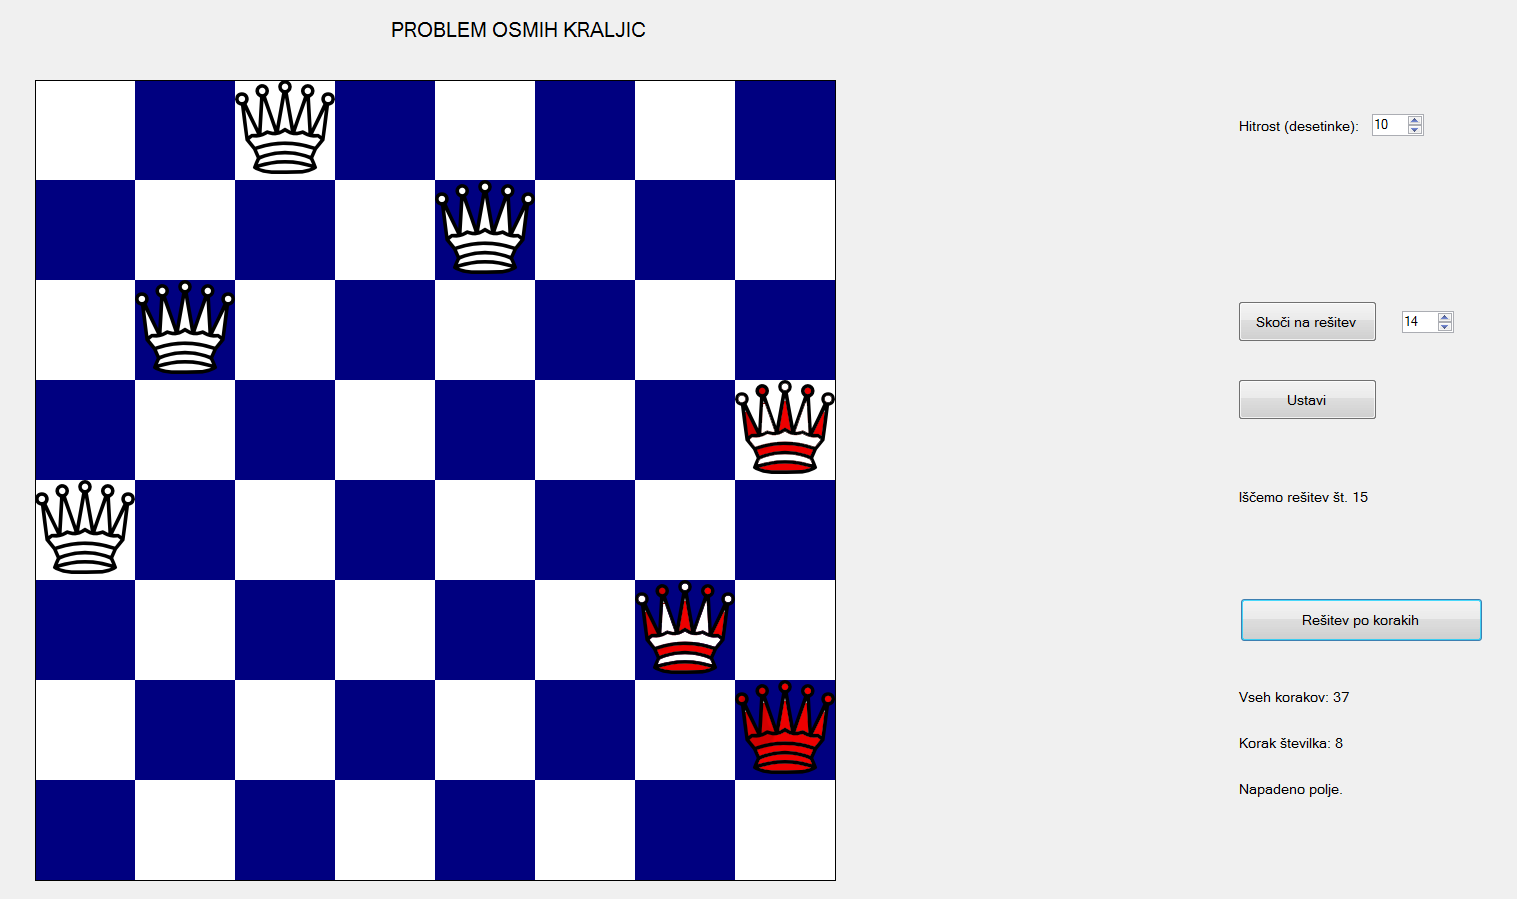 PROBLEM OSMIH KRALJIC
Hitrost (desetinke): 10
Skoči na rešitev 14
Ustavi
Iščemo rešitev št. 15
Rešitev po korakih
Vseh korakov: 37
Korak številka: 8
Napadeno polje.